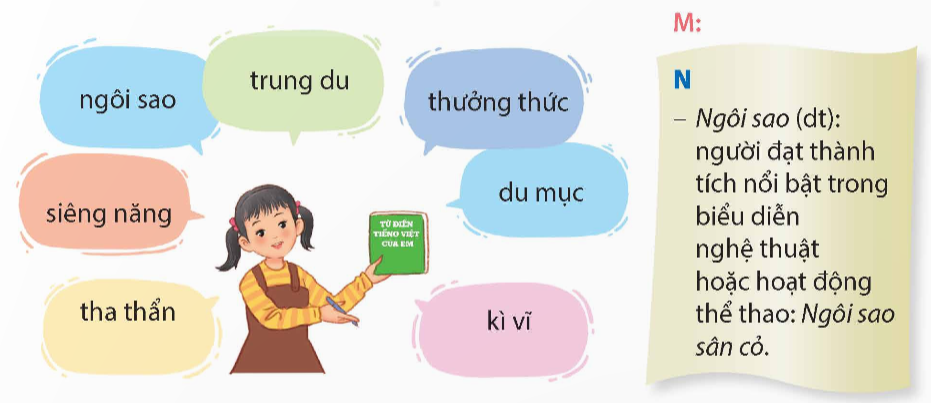 ngôi sao
trung du
thưởng thức
siêng năng
du mục
tha thẩn
kì vĩ
TỪ ĐIỂN
TIẾNG VIỆT
CỦA EM
M:
N
– Ngôi sao (dt):
người đạt thành
tích nổi bật trong
biểu diễn
nghệ thuật
hoặc hoạt động
thể thao: Ngôi sao
sân cỏ.